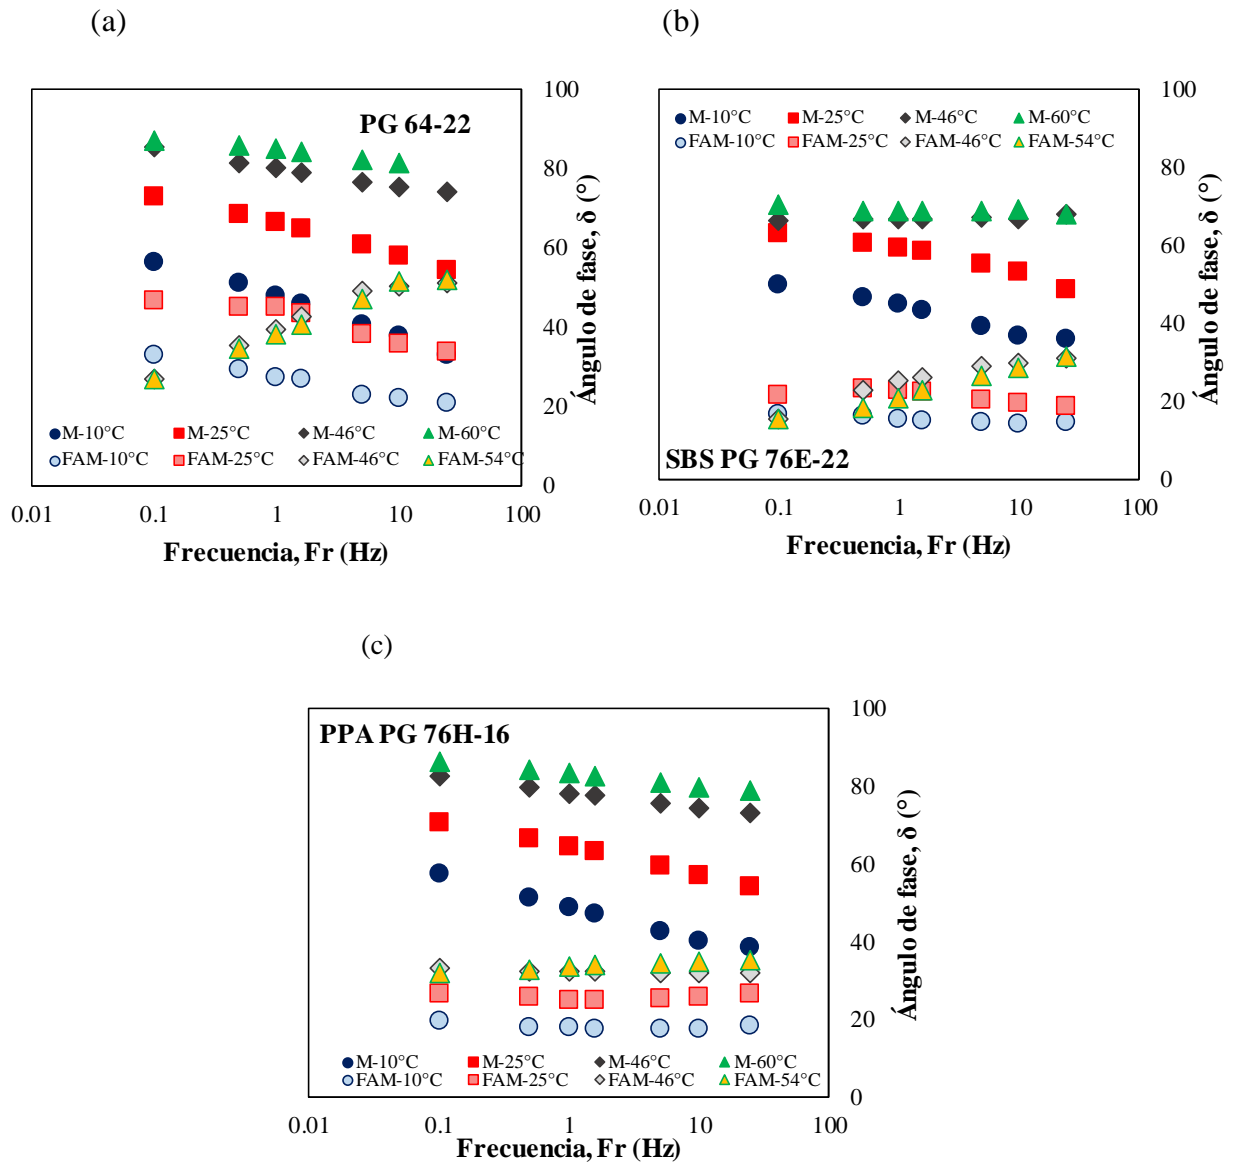 (a)
PG 64-22
M-10°C M-25°C M-46°C M-60°C
FAM-10°C FAM-25°C FAM-46°C FAM-54°C
100
80
60
40
20
0
Ángulo de fase, δ (°)
0.01 0.1 1 10 100
Frecuencia, Fr (Hz)
(b)
M-10°C M-25°C M-46°C M-60°C
FAM-10°C FAM-25°C FAM-46°C FAM-54°C
SBS PG 76E-22
100
80
60
40
20
0
Ángulo de fase, δ (°)
0.01 0.1 1 10 100
Frecuencia, Fr (Hz)
(c)
PPA PG 76H-16
M-10°C M-25°C M-46°C M-60°C
FAM-10°C FAM-25°C FAM-46°C FAM-54°C
100
80
60
40
20
0
Ángulo de fase, δ (°)
0.01 0.1 1 10 100
Frecuencia, Fr (Hz)